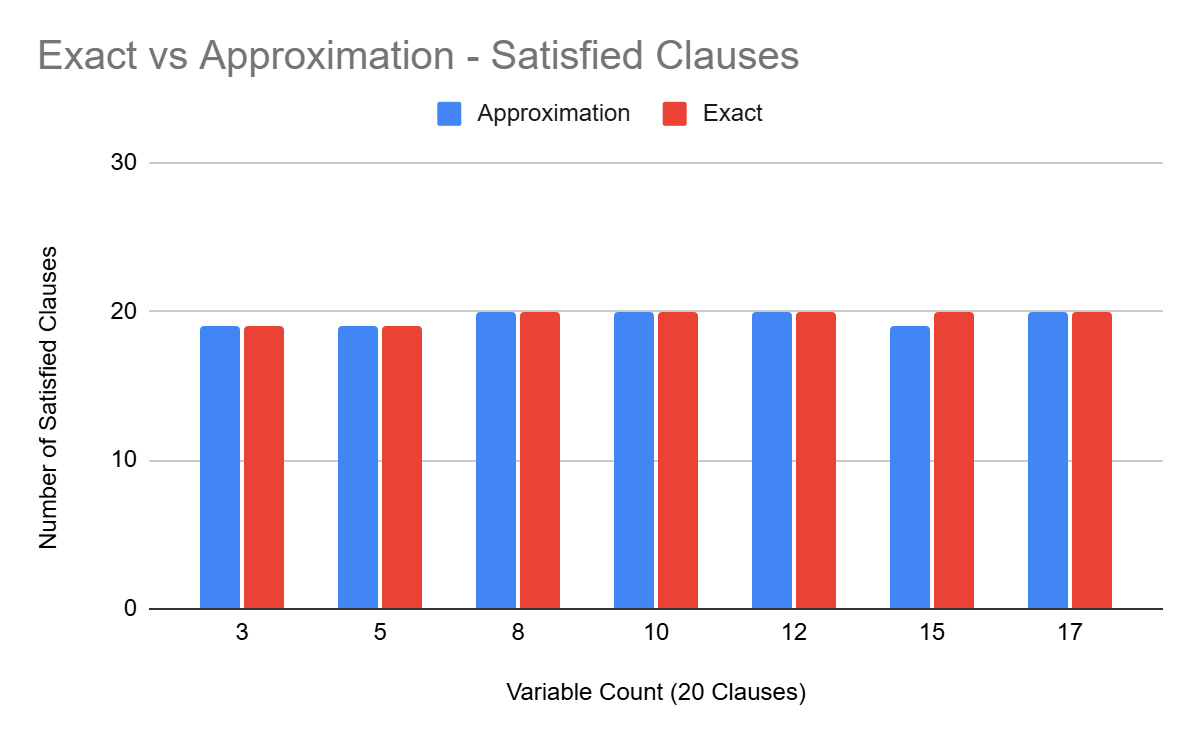 Exact vs Approximation - Satisfied Clauses
Approximation Exact
30
20
10
0
Number of Satisfied Clauses
3 5 8 10 12 15 17
Variable Count (20 Clauses)